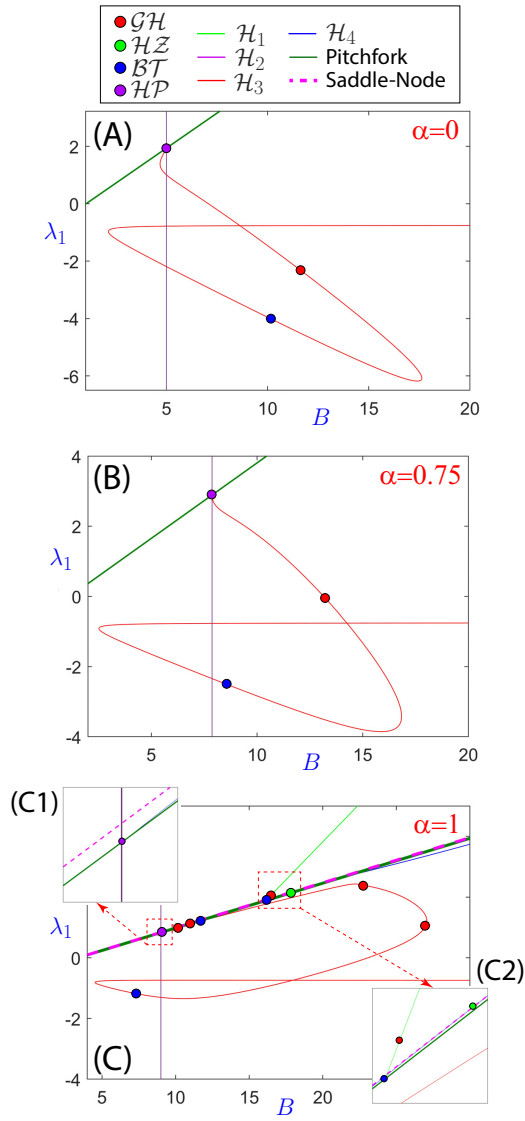 GH H₁ H₄
HZ H₂ Pitchfork
BT H₃ Saddle-Node
HP
(A) α=0
2
0
λ₁
-2
-4
-6
5 10 15 20
B
4
(B) α=0.75
2
λ₁
0
-2
-4
5 10 15 20
B
(C1)
α=1
λ₁
0
(C2)
-2
(C)
-4
4 5 10 15 20
B